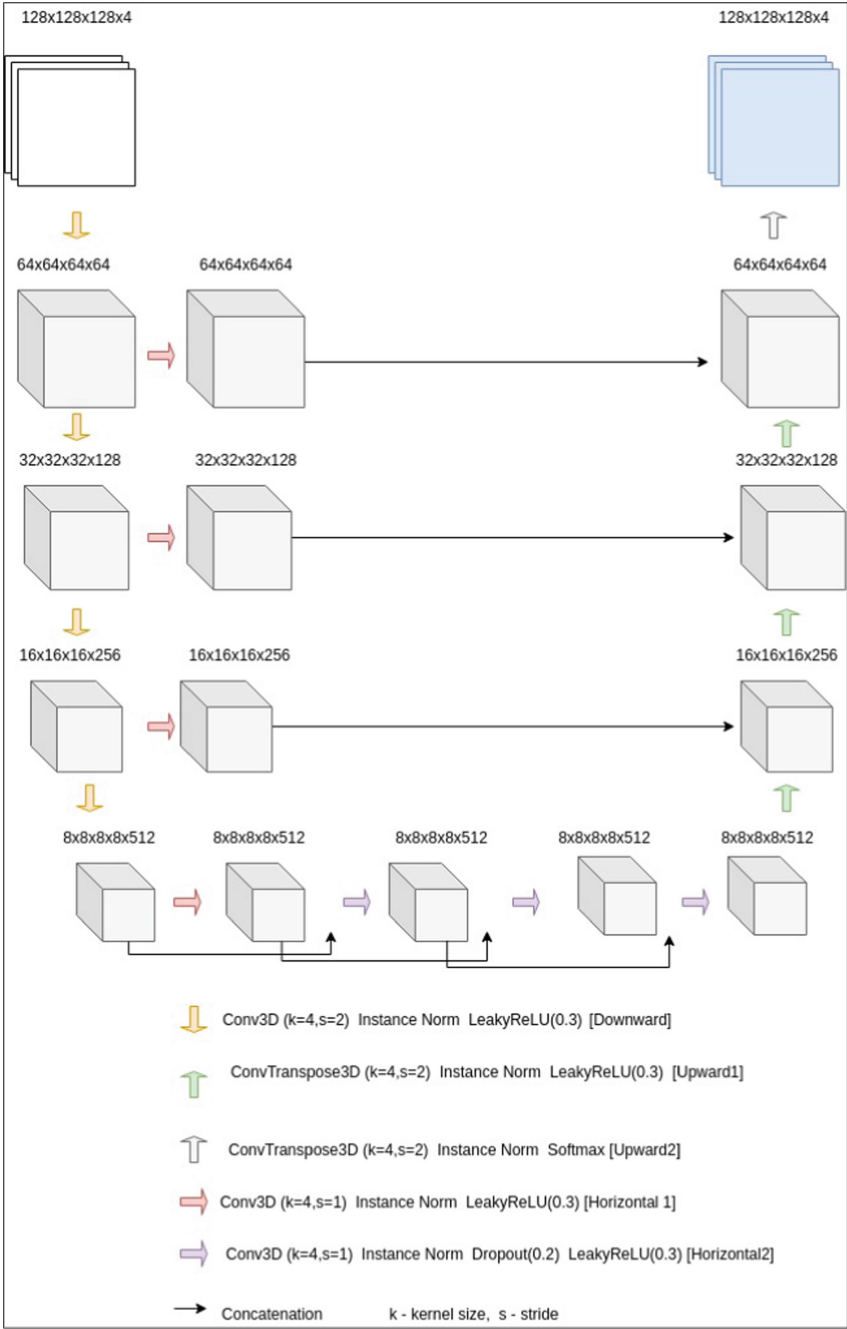 128x128x128x4 128x128x128x4
64x64x64x64 64x64x64x64 64x64x64x64
32x32x32x128 32x32x32x128 32x32x32x128
16x16x16x256 16x16x16x256 16x16x16x256
8x8x8x8x512 8x8x8x8x512 8x8x8x8x512 8x8x8x8x512 8x8x8x8x512
Conv3D (k=4,s=2) Instance Norm LeakyReLU(0.3) [Downward]
ConvTranspose3D (k=4,s=2) Instance Norm LeakyReLU(0.3) [Upward1]
ConvTranspose3D (k=4,s=2) Instance Norm Softmax [Upward2]
Conv3D (k=4,s=1) Instance Norm LeakyReLU(0.3) [Horizontal 1]
Conv3D (k=4,s=1) Instance Norm Dropout(0.2) LeakyReLU(0.3) [Horizontal2]
Concatenation k - kernel size, s - stride